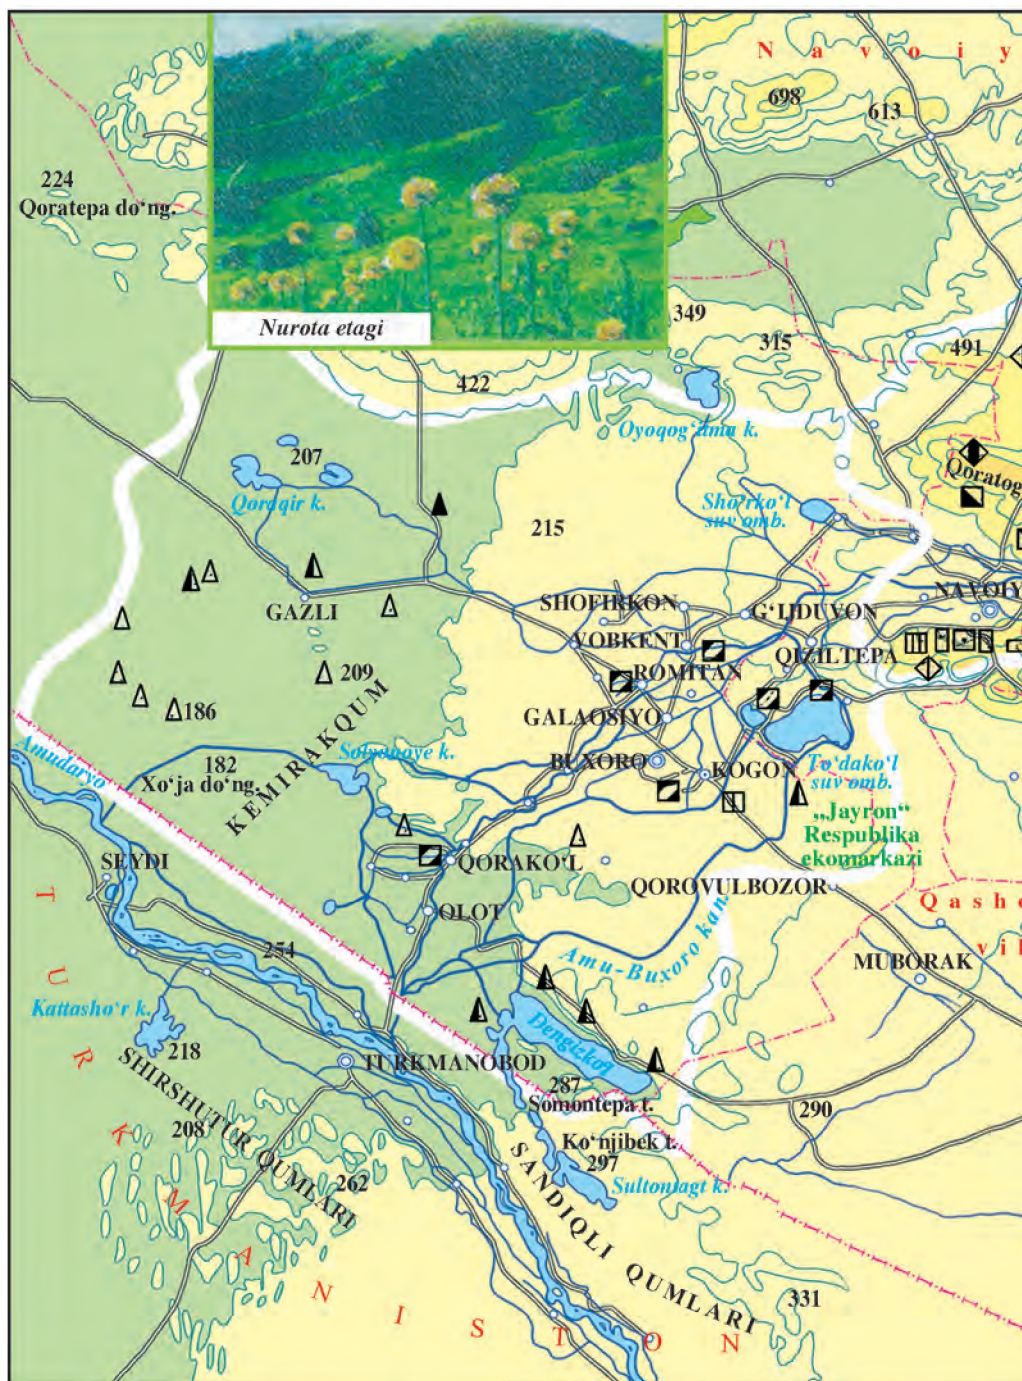 N a v o i y
698
613
224
Qoratepa do‘ng.
Nurota etagi
349
315
491
422
Oyoqog‘itma k.
Qoratog
207
Qoraqir k.
Sho‘rko‘l
suv omb.
215
NAVOIY
GAZLI
SHOFIRKON
G‘IJDUVON
VOBKENT
QIZILTEPA
209
ROMITAN
186
GALAOSIYO
KEMIRAKQUM
Amudaryo
Solyonoye k.
182
Xo‘ja do‘ng.
BUXORO
KOGON
To‘dako‘l
suv omb.
„Jayron“
Respublika
ekomarkazi
SEYDI
QORAKO‘L
QOROVULBOZOR
OLOT
Q a s h
v i l
Amu-Buxoro kan.
254
MUBORAK
Kattasho‘r k.
218
Dengizko‘l
TURKMANOBOD
287
Somontepa t.
290
SHIRSHUTUR QUMLARI
208
Ko‘njibek t.
297
262
Sultontagt k.
SANDIQLI QUMLARI
331
T U R K M A N I S T O N